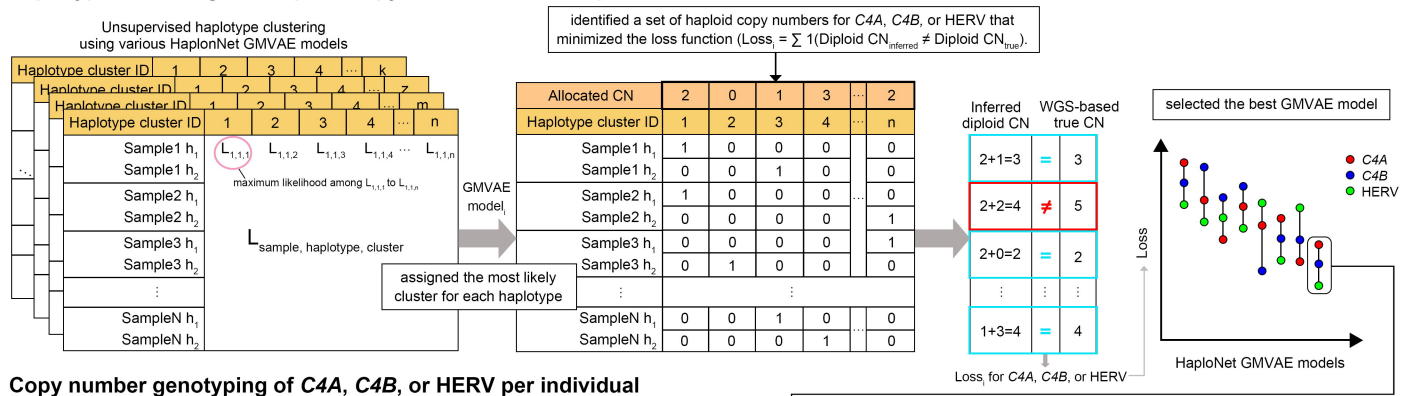 Unsupervised haplotype clustering
using various HaplonNet GMVAE models
Haplotype cluster ID 1 2 3 4 ... k
Haplotype cluster ID 1 2 3 4 ... z
Haplotype cluster ID 1 2 3 4 ... m
Haplotype cluster ID 1 2 3 4 ... n
Sample1 h1 L1,1,1 L1,1,2 L1,1,3 L1,1,4 ... L1,1,n
Sample1 h2
maximum likelihood among L1,1,1 to L1,1,n
Sample2 h1
Sample2 h2
Lsample, haplotype, cluster
Sample3 h1
Sample3 h2
⋮
SampleN h1
SampleN h2
GMVAE
modeli
assigned the most likely
cluster for each haplotype
identified a set of haploid copy numbers for C4A, C4B, or HERV that
minimized the loss function (Lossi = ∑ 1(Diploid CNinferred ≠ Diploid CNtrue).
Allocated CN 2 0 1 3 ... 2
Haplotype cluster ID 1 2 3 4 n
Sample1 h1 1 0 0 0 0
Sample1 h2 0 0 1 0 0
Sample2 h1 1 0 0 0 0
Sample2 h2 0 0 0 0 ... 1
Sample3 h1 0 0 0 0 1
Sample3 h2 0 1 0 0 0
⋮ ⋮
SampleN h1 0 0 1 0 ... 0
SampleN h2 0 0 0 1 0
Inferred
diploid CN
WGS-based
true CN
2+1=3 = 3
2+2=4 ≠ 5
2+0=2 = 2
⋮ ⋮
1+3=4 = 4
Lossi for C4A, C4B, or HERV
selected the best GMVAE model
C4A
C4B
HERV
Loss
HaploNet GMVAE models
Copy number genotyping of C4A, C4B, or HERV per individual